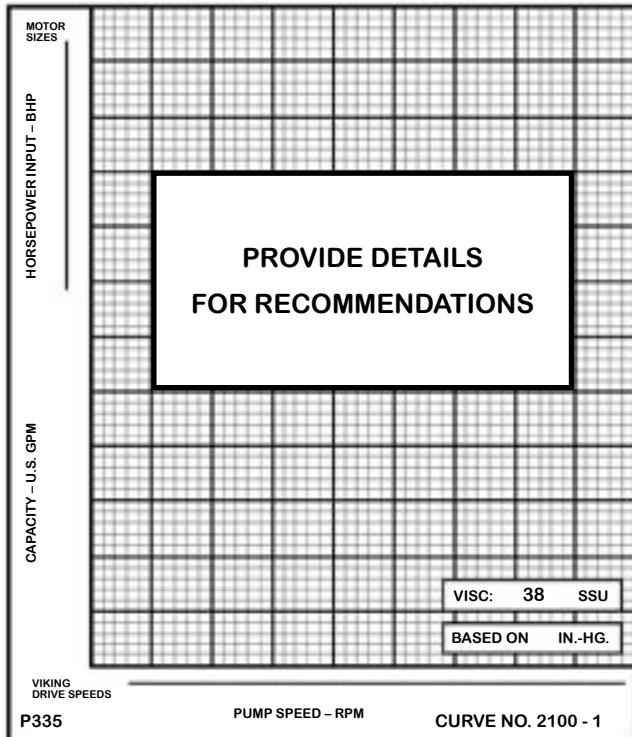 MOTOR
SIZES
HORSEPOWER INPUT – BHP
PROVIDE DETAILS
FOR RECOMMENDATIONS
CAPACITY – U.S. GPM
VISC: 38 SSU
BASED ON IN.-HG.
VIKING
DRIVE SPEEDS
PUMP SPEED – RPM
P335
CURVE NO. 2100 - 1